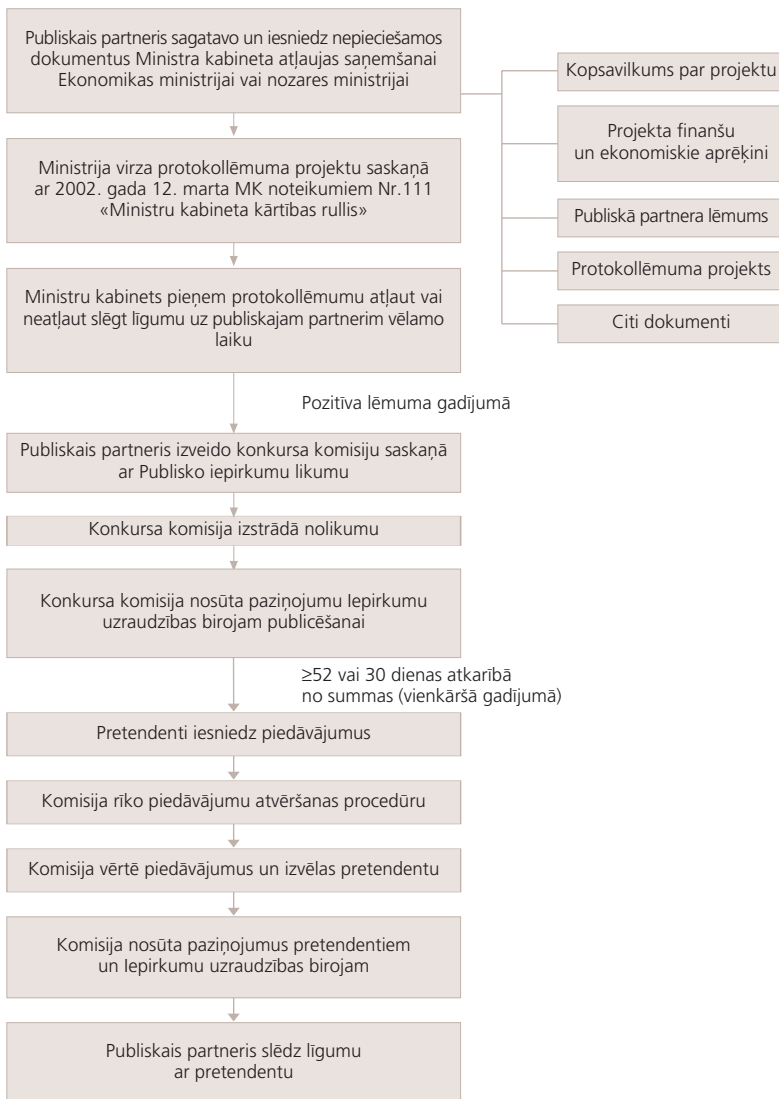 Publiskais partneris sagatavo un iesniedz nepieciešamos
dokumentus Ministra kabineta atļaujas saņemšanai
Ekonomikas ministrijai vai nozares ministrijai
Kopsavilkums par projektu
Projekta finanšu
un ekonomiskie aprēķini
Publiskā partnera lēmums
Protokollēmuma projekts
Citi dokumenti
Ministrija virza protokollēmuma projektu saskaņā
ar 2002. gada 12. marta MK noteikumiem Nr.111
«Ministru kabineta kārtības rullis»
Ministru kabinets pieņem protokollēmumu atļaut vai
neatļaut slēgt līgumu uz publiskajam partnerim vēlamo
laiku
Pozitīva lēmuma gadījumā
Publiskais partneris izveido konkursa komisiju saskaņā
ar Publisko iepirkumu likumu
Konkursa komisija izstrādā nolikumu
Konkursa komisija nosūta paziņojumu Iepirkumu
uzraudzības birojam publicēšanai
≥52 vai 30 dienas atkarībā
no summas (vienkāršā gadījumā)
Pretendenti iesniedz piedāvājumus
Komisija rīko piedāvājumu atvēršanas procedūru
Komisija vērtē piedāvājumus un izvēlas pretendentu
Komisija nosūta paziņojumus pretendentiem
un Iepirkumu uzraudzības birojam
Publiskais partneris slēdz līgumu
ar pretendentu